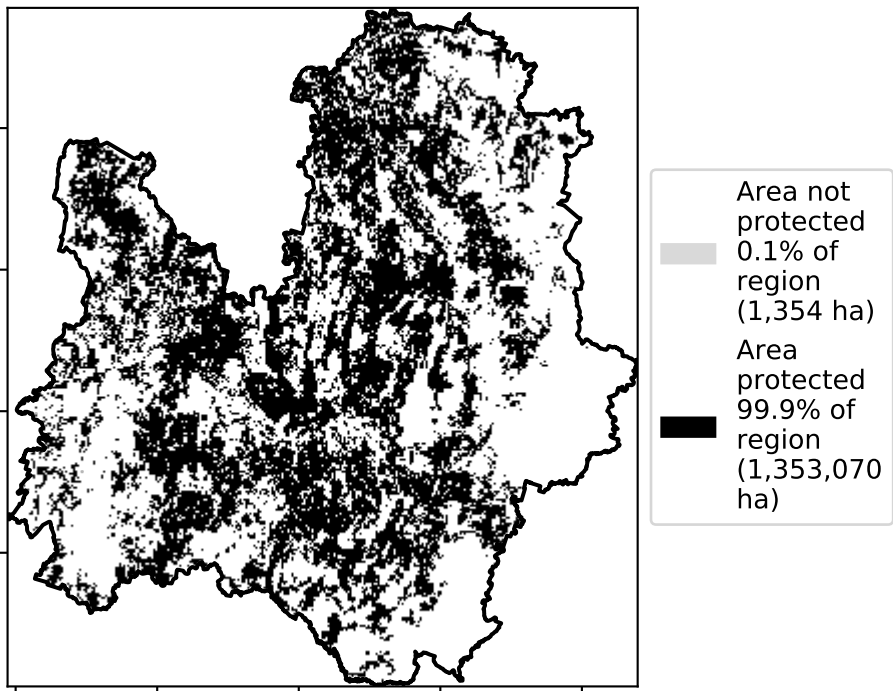 Area not
protected
0.1% of
region
(1,354 ha)
Area
protected
99.9% of
region
(1,353,070
ha)